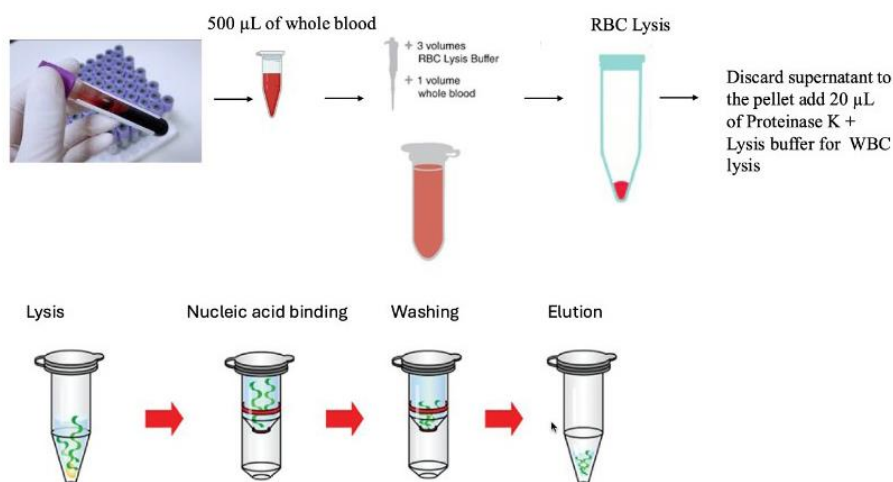 500 µL of whole blood
+ 3 volumes
RBC Lysis Buffer
+ 1 volume
whole blood
RBC Lysis
Discard supernatant to
the pellet add 20 µL
of Proteinase K +
Lysis buffer for WBC
lysis
Lysis
Nucleic acid binding
Washing
Elution